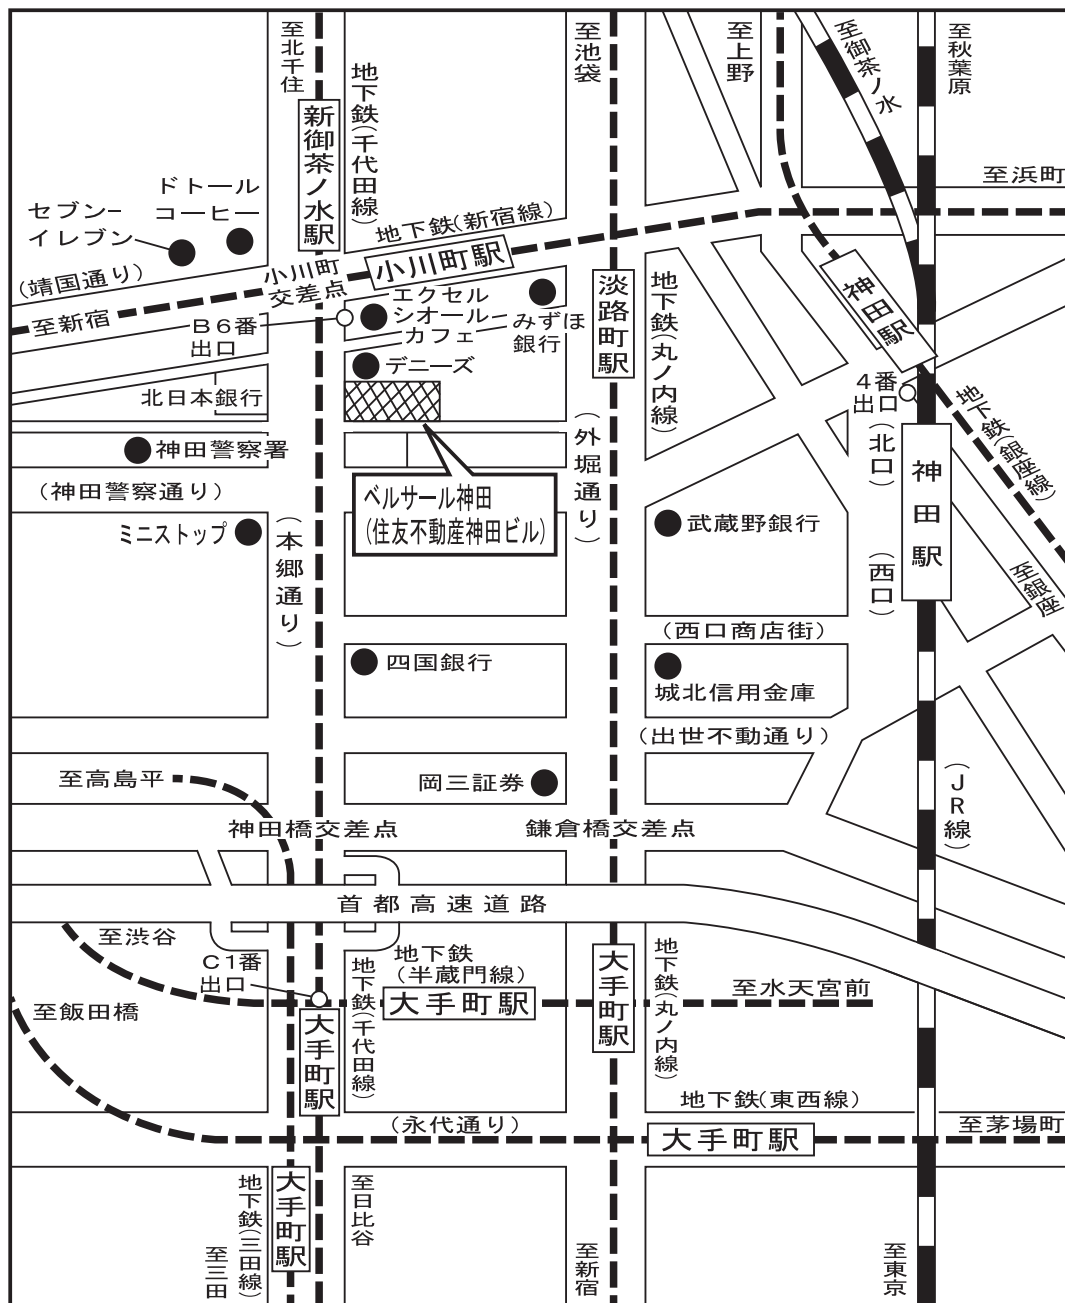 至北千住
地下鉄(千代田線)
新御茶ノ水駅
至池袋
至上野
至御茶ノ水
至秋葉原
至浜町
ドトール
コーヒー
セブン-
イレブン
(靖国通り)
至新宿
小川町
交差点
地下鉄(新宿線)
小川町駅
B6番
出口
エクセル
シオール
カフェ
みずほ
銀行
デニーズ
淡路町駅
地下鉄(丸ノ内線)
神田駅
4番
出口
地下鉄(銀座線)
北日本銀行
神田警察署
(神田警察通り)
ミニストップ
(本郷通り)
ベルサール神田
(住友不動産神田ビル)
(外堀通り)
武蔵野銀行
(北口)
神田駅
(西口)
至銀座
(西口商店街)
四国銀行
城北信用金庫
(出世不動通り)
至高島平
岡三証券
(JR線)
神田橋交差点
鎌倉橋交差点
首都高速道路
至渋谷
C1番
出口
地下鉄
(半蔵門線)
大手町駅
地下鉄(千代田線)
大手町駅
大手町駅
地下鉄(丸ノ内線)
至水天宮前
至飯田橋
地下鉄(東西線)
(永代通り)
大手町駅
至茅場町
地下鉄(三田線)
至三田
大手町駅
至日比谷
至新宿
至東京